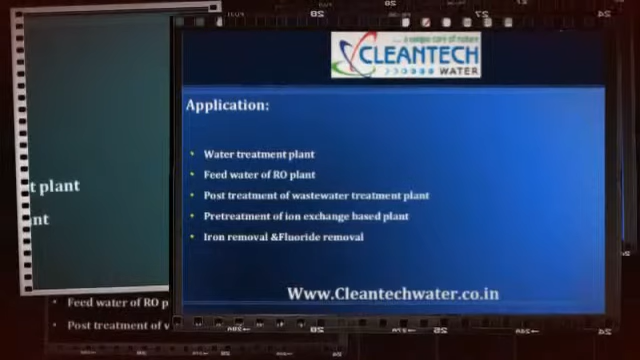 a unique care of nature
CLEANTECH
WATER
Application:
Water treatment plant
Feed water of RO plant
Post treatment of wastewater treatment plant
Pretreatment of ion exchange based plant
Iron removal &Fluoride removal
Www.Cleantechwater.co.in
t plant
nt
Feed water of RO p
Post treatment of